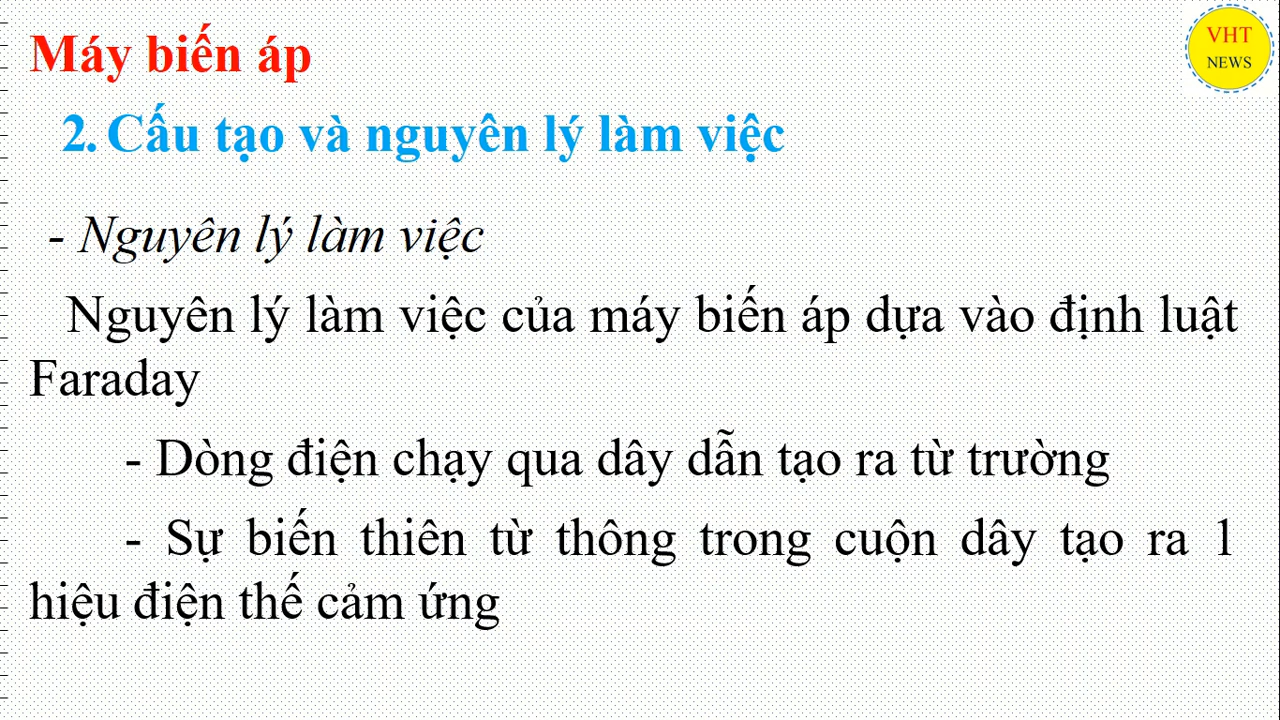 Máy biến áp
VHT
NEWS
2. Cấu tạo và nguyên lý làm việc
- Nguyên lý làm việc
Nguyên lý làm việc của máy biến áp dựa vào định luật
Faraday
- Dòng điện chạy qua dây dẫn tạo ra từ trường
- Sự biến thiên từ thông trong cuộn dây tạo ra 1
hiệu điện thế cảm ứng